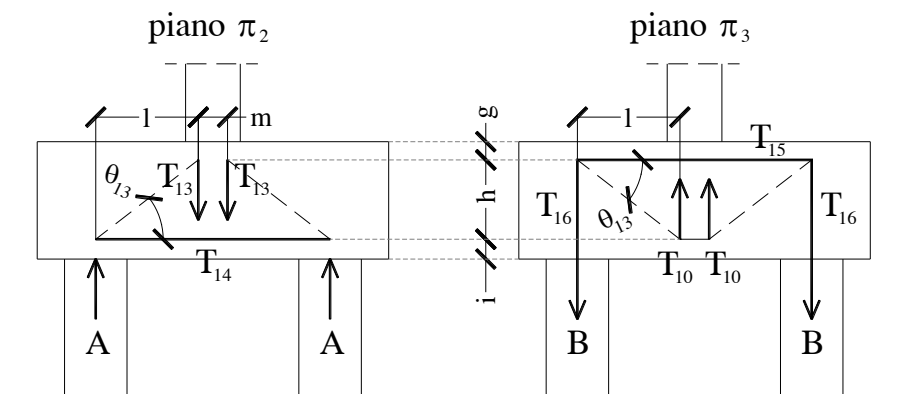 piano π₂
piano π₃
l
m
g
l
T₁₅
θ₁₃
T₁₃
T₁₃
h
T₁₆
θ₁₃
T₁₆
T₁₄
T₁₀
T₁₀
i
A
A
B
B